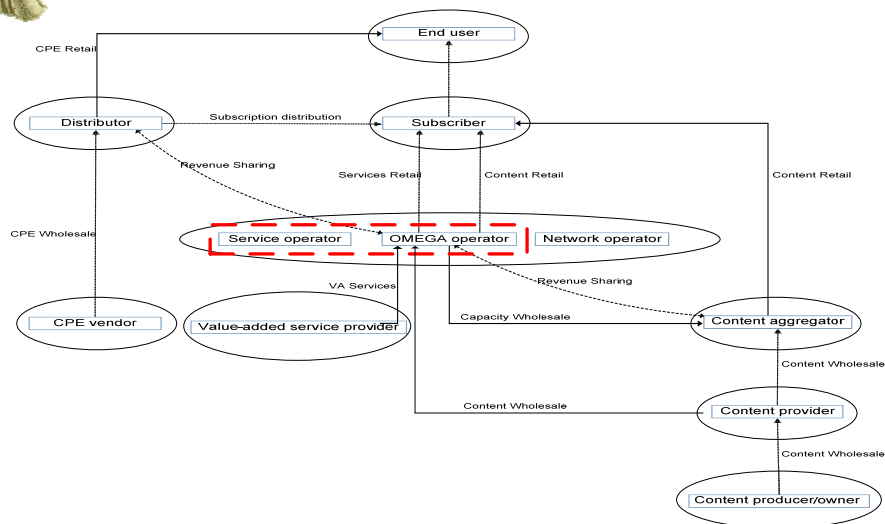 End user
CPE Retail
Distributor
Subscription distribution
Subscriber
Revenue Sharing
Services Retail
Content Retail
Content Retail
CPE Wholesale
Service operator
OMEGA operator
Network operator
VA Services
Revenue Sharing
CPE vendor
Value-added service provider
Capacity Wholesale
Content aggregator
Content Wholesale
Content Wholesale
Content provider
Content Wholesale
Content producer/owner